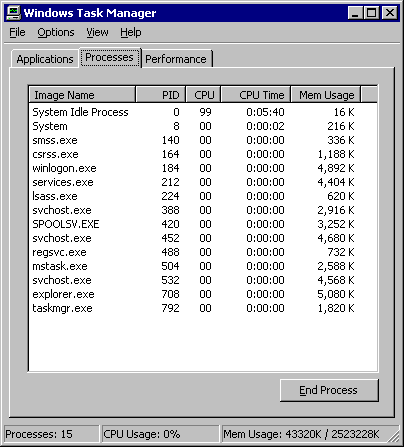 Windows Task Manager
File Options View Help
Applications Processes Performance
Image Name PID CPU CPU Time Mem Usage
System Idle Process 0 99 0:05:40 16 K
System 8 00 0:00:02 216 K
smss.exe 140 00 0:00:00 336 K
csrss.exe 164 00 0:00:00 1,188 K
winlogon.exe 184 00 0:00:00 4,892 K
services.exe 212 00 0:00:00 4,404 K
lsass.exe 224 00 0:00:00 620 K
svchost.exe 388 00 0:00:00 2,916 K
SPOOLSV.EXE 420 00 0:00:00 3,252 K
svchost.exe 452 00 0:00:00 4,680 K
regsvc.exe 488 00 0:00:00 732 K
mstask.exe 504 00 0:00:00 2,588 K
svchost.exe 532 00 0:00:00 4,568 K
explorer.exe 708 00 0:00:00 5,080 K
taskmgr.exe 792 00 0:00:00 1,820 K
End Process
Processes: 15 CPU Usage: 0% Mem Usage: 43320K / 2523228K